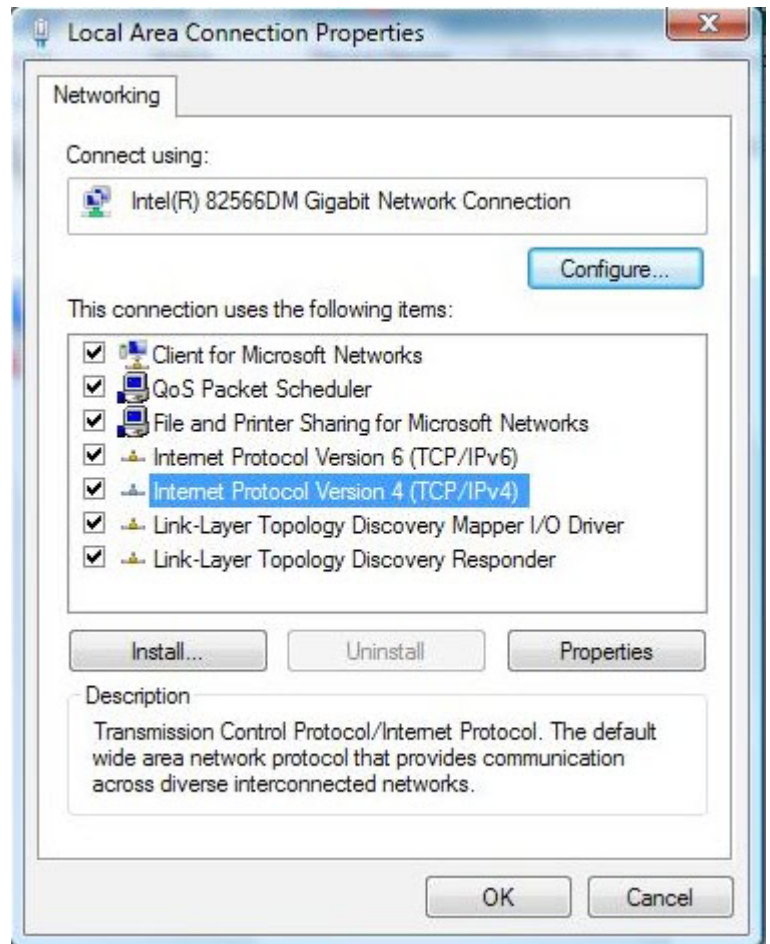 Local Area Connection Properties
Networking
Connect using:
Intel(R) 82566DM Gigabit Network Connection
Configure...
This connection uses the following items:
Client for Microsoft Networks
QoS Packet Scheduler
File and Printer Sharing for Microsoft Networks
Internet Protocol Version 6 (TCP/IPv6)
Internet Protocol Version 4 (TCP/IPv4)
Link-Layer Topology Discovery Mapper I/O Driver
Link-Layer Topology Discovery Responder
Install... Uninstall Properties
Description
Transmission Control Protocol/Internet Protocol. The default
wide area network protocol that provides communication
across diverse interconnected networks.
OK Cancel